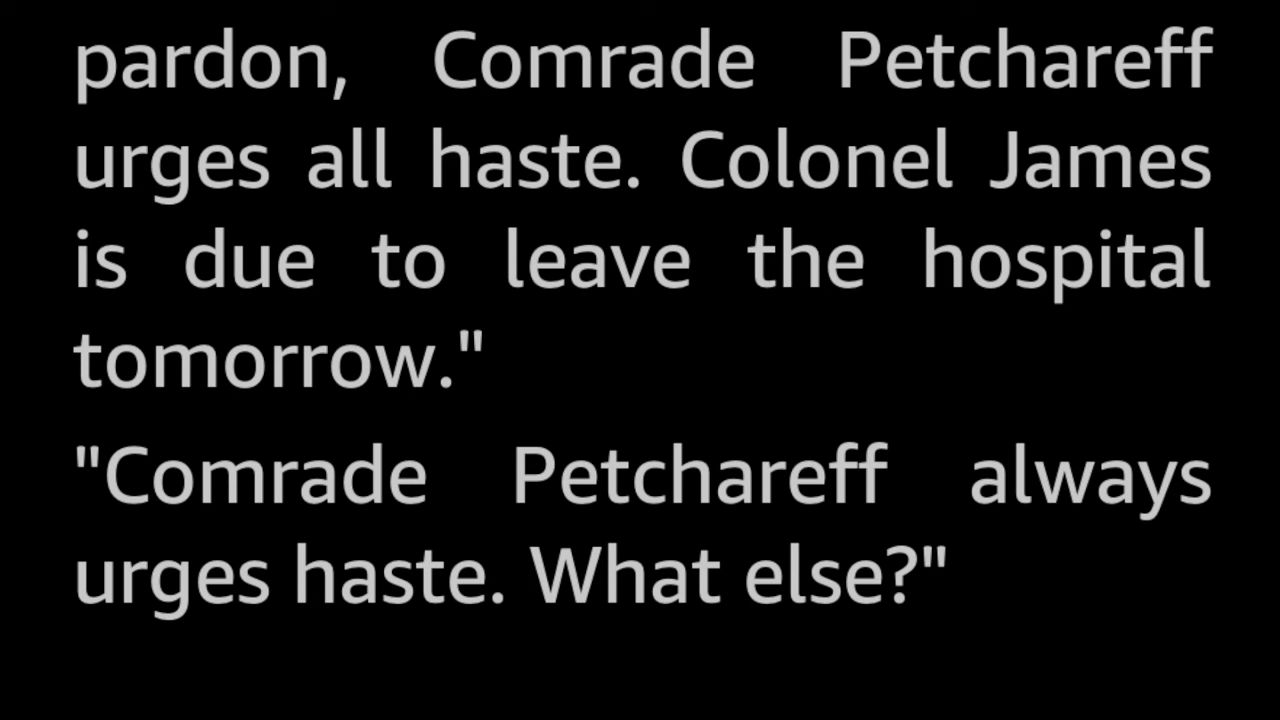 pardon, Comrade Petchareff
urges all haste. Colonel James
is due to leave the hospital
tomorrow."
"Comrade Petchareff always
urges haste. What else?"